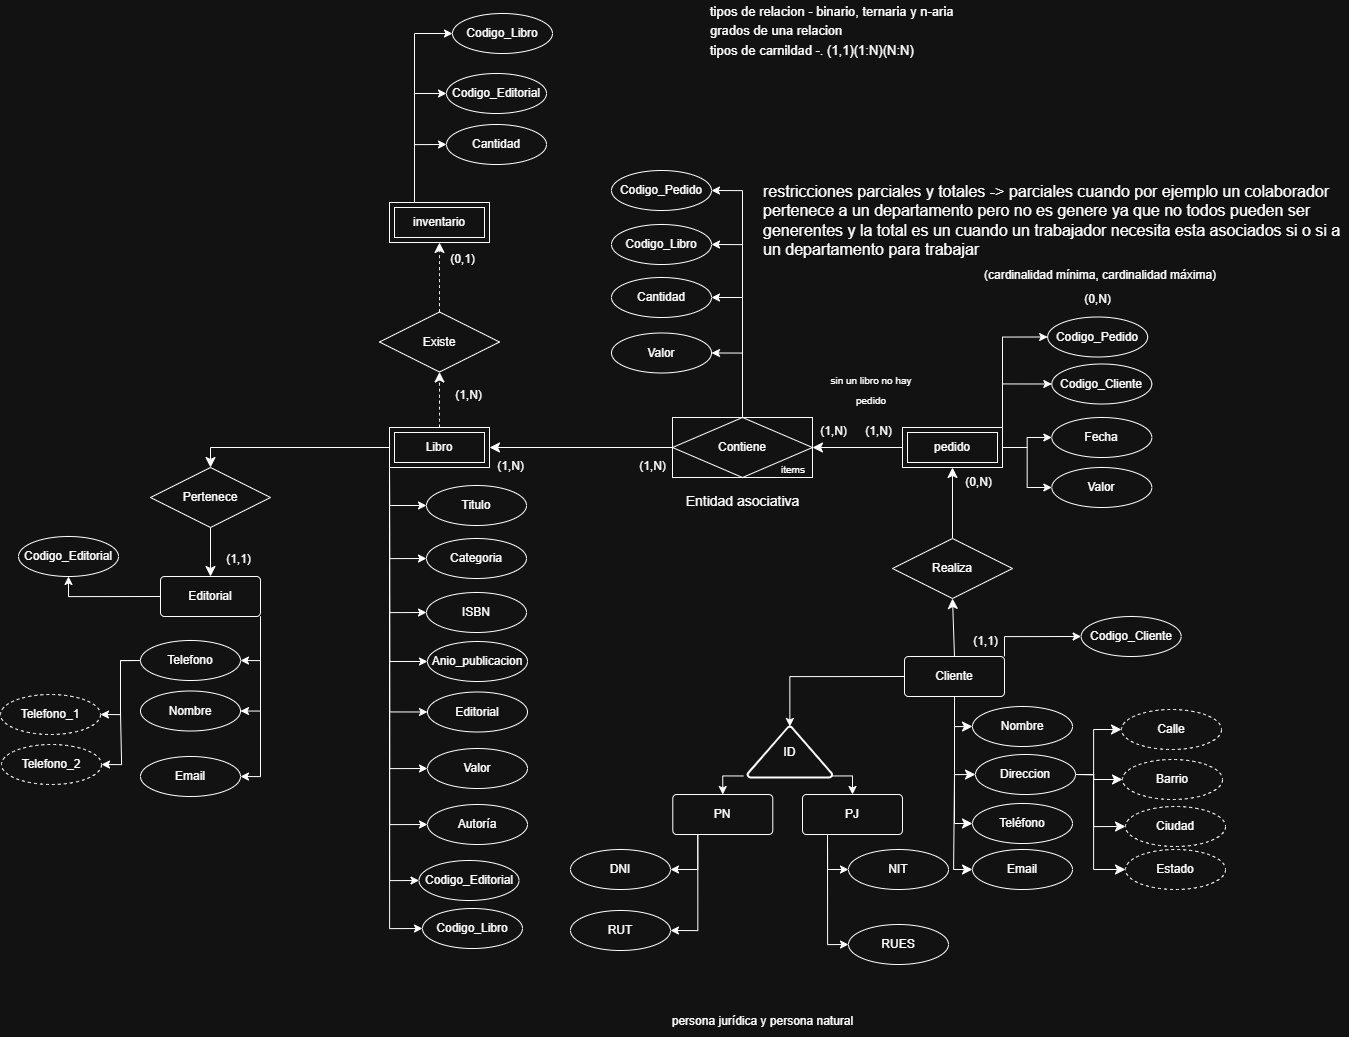 tipos de relacion - binario, ternaria y n-aria
grados de una relacion
tipos de carnildad -. (1,1)(1:N)(N:N)
Codigo_Libro
Codigo_Editorial
Cantidad
inventario
(0,1)
Existe
(1,N)
Codigo_Pedido
Codigo_Libro
Cantidad
Valor
restricciones parciales y totales -> parciales cuando por ejemplo un colaborador
pertenece a un departamento pero no es genere ya que no todos pueden ser
generentes y la total es un cuando un trabajador necesita esta asociados si o si a
un departamento para trabajar
(cardinalidad mínima, cardinalidad máxima)
(0,N)
Codigo_Pedido
Codigo_Cliente
Fecha
Valor
sin un libro no hay
pedido
Libro
(1,N)
(1,N)
Contiene
items
(1,N)
(1,N)
pedido
(0,N)
Entidad asociativa
Pertenece
(1,1)
Codigo_Editorial
Editorial
Telefono
Telefono_1
Telefono_2
Nombre
Email
Titulo
Categoria
ISBN
Anio_publicacion
Editorial
Valor
Autoría
Codigo_Editorial
Codigo_Libro
Realiza
(1,1)
Cliente
Codigo_Cliente
Nombre
Direccion
Teléfono
Email
Calle
Barrio
Ciudad
Estado
ID
PN
PJ
DNI
RUT
NIT
RUES
persona jurídica y persona natural